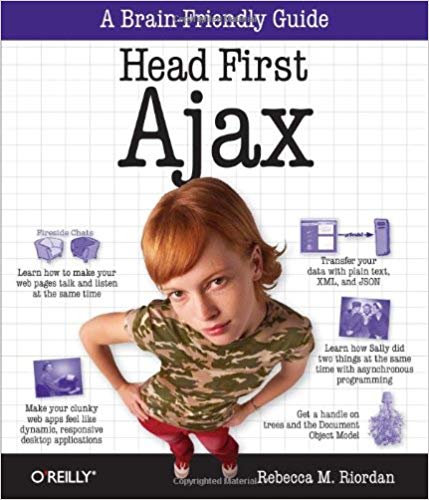 A Brain-Friendly Guide
Head First
Ajax
Fireside Chats
Learn how to make your
web pages talk and listen
at the same time
Transfer your
data with plain text,
XML, and JSON
Learn how Sally did
two things at the same
time with asynchronous
programming
Make your clunky
web apps feel like
dynamic, responsive
desktop applications
Get a handle on
trees and the Document
Object Model
O'REILLY®
Rebecca M. Riordan
Copyrighted Material